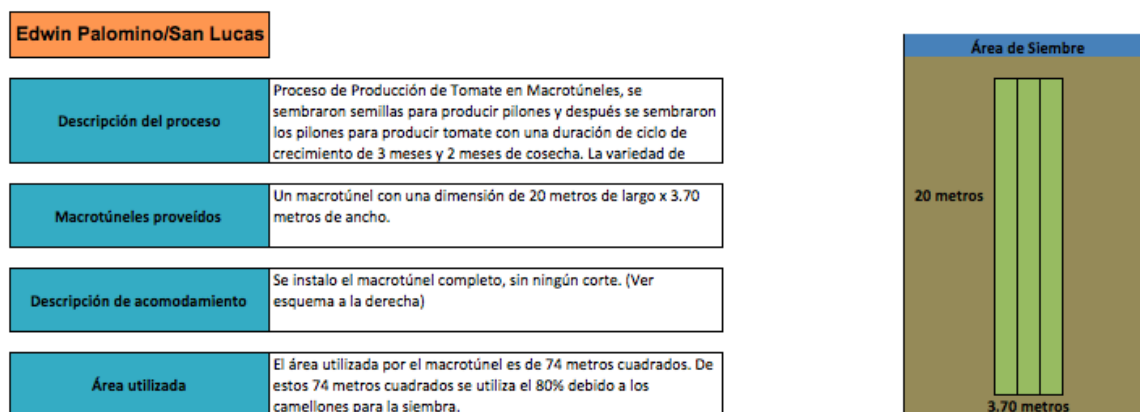 Edwin Palomino/San Lucas
Descripción del proceso
Proceso de Producción de Tomate en Macrotúneles, se
sembraron semillas para producir pilones y después se sembraron
los pilones para producir tomate con una duración de ciclo de
crecimiento de 3 meses y 2 meses de cosecha. La variedad de
Macrotúneles proveídos
Un macrotúnel con una dimensión de 20 metros de largo x 3.70
metros de ancho.
Descripción de acomodamiento
Se instalo el macrotúnel completo, sin ningún corte. (Ver
esquema a la derecha)
Área utilizada
El área utilizada por el macrotúnel es de 74 metros cuadrados. De
estos 74 metros cuadrados se utiliza el 80% debido a los
camellones para la siembra.
Área de Siembre
20 metros
3.70 metros